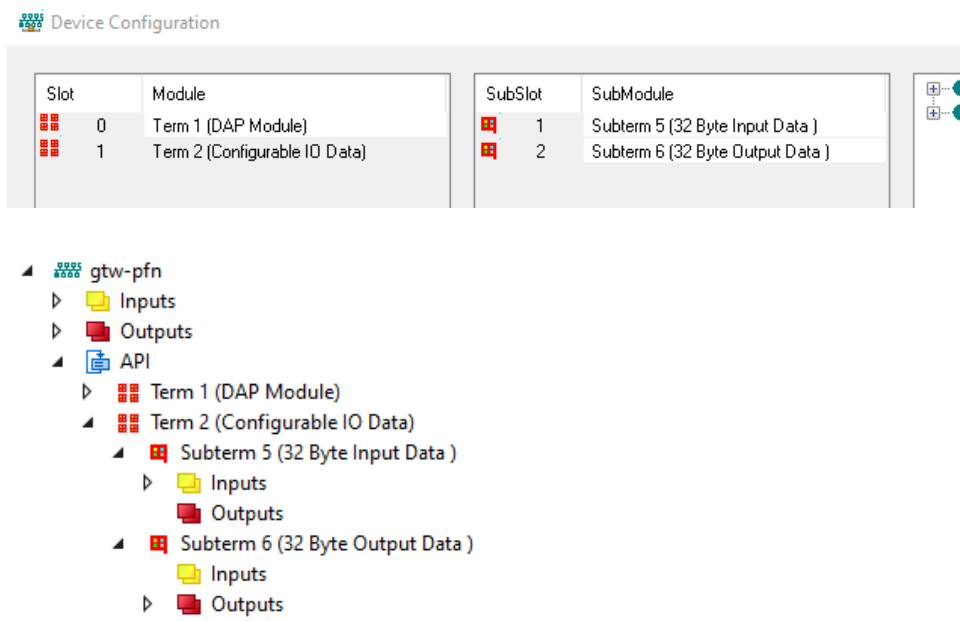 Device Configuration
Slot Module SubSlot SubModule
0 Term 1 (DAP Module) 1 Subterm 5 (32 Byte Input Data )
1 Term 2 (Configurable IO Data) 2 Subterm 6 (32 Byte Output Data )
gtw-pfn
Inputs
Outputs
API
Term 1 (DAP Module)
Term 2 (Configurable IO Data)
Subterm 5 (32 Byte Input Data )
Inputs
Outputs
Subterm 6 (32 Byte Output Data )
Inputs
Outputs